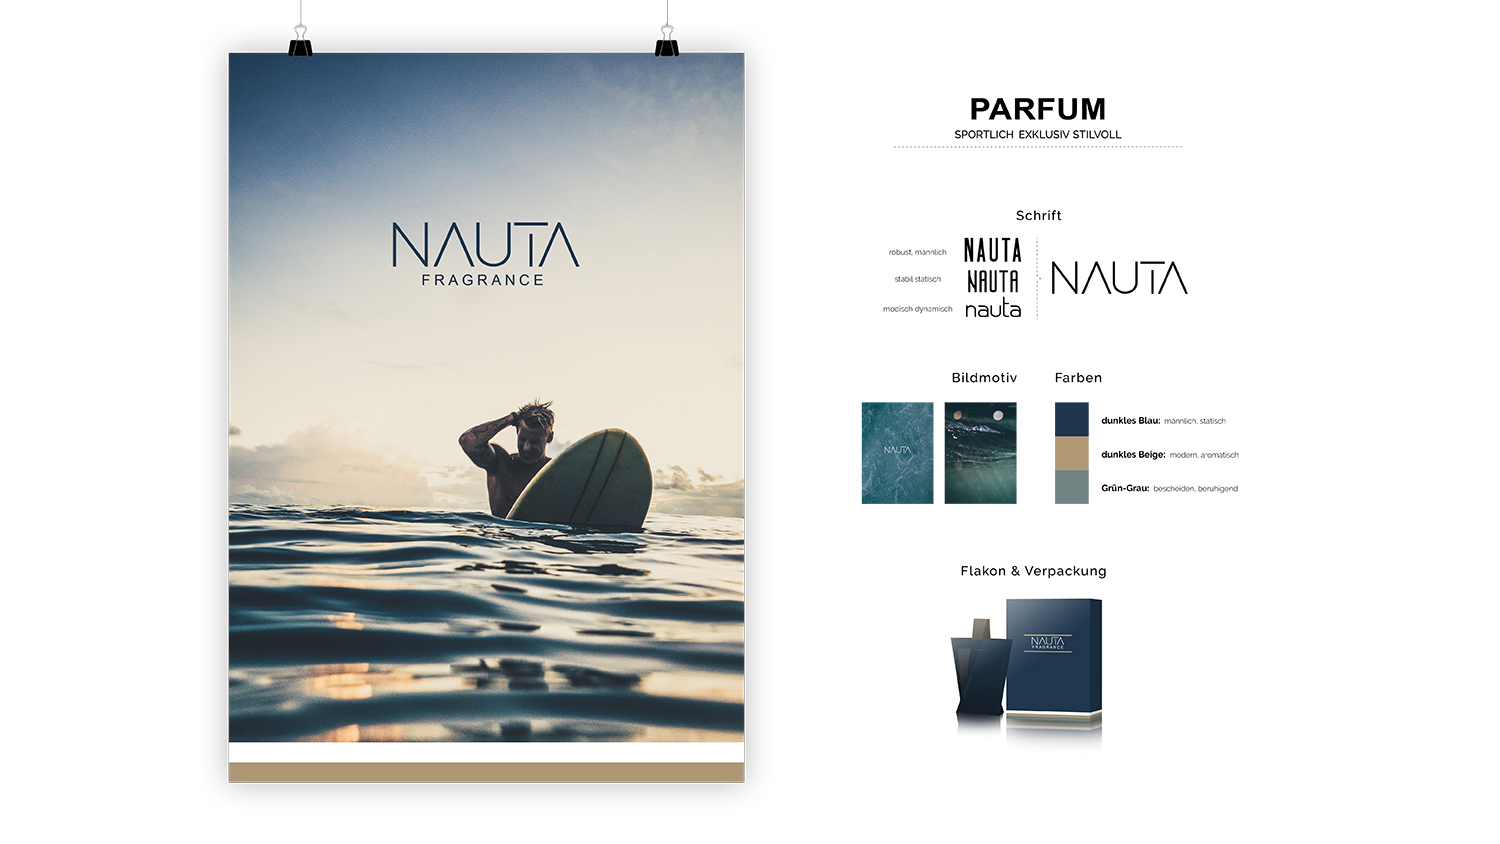 NAUTA
FRAGRANCE
PARFUM
SPORTLICH EXKLUSIV STILVOLL
Schrift
robust, männlich
NAUTA
stabil statisch
NAUTA
modisch dynamisch
nauta
NAUTA
Bildmotiv
NAUTA
Farben
dunkles Blau: männlich, statisch
dunkles Beige: modern, aromatisch
Grün-Grau: bescheiden, beruhigend
Flakon & Verpackung
NAUTA
FRAGRANCE